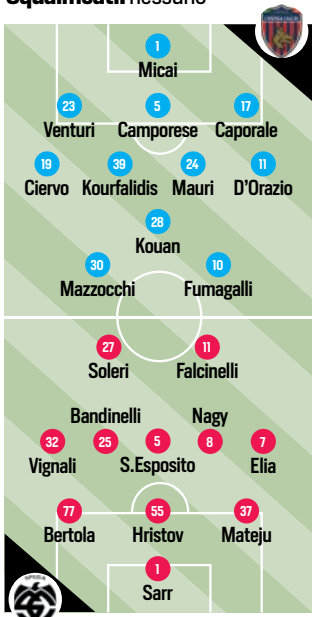 Squalificati: nessuno
1
Micai
23 5 17
Venturi Camporese Caporale
19 39 24 11
Ciervo Kourfalidis Mauri D'Orazio
28
Kouan
30 10
Mazzocchi Fumagalli
27 11
Soleri Falcinelli
Bandinelli Nagy
32 25 5 8 7
Vignali S.Esposito Elia
77 55 37
Bertola Hristov Mateju
1
Sarr
SPEZIA